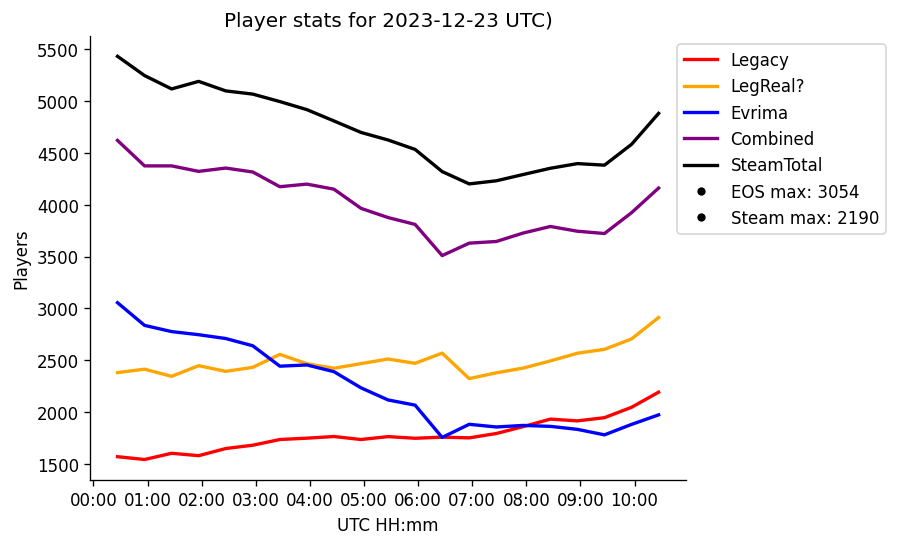 Player stats for 2023-12-23 UTC)
5500
5000
4500
4000
3500
3000
2500
2000
1500
Players
00:00 01:00 02:00 03:00 04:00 05:00 06:00 07:00 08:00 09:00 10:00
UTC HH:mm
Legacy
LegReal?
Evrima
Combined
SteamTotal
EOS max: 3054
Steam max: 2190